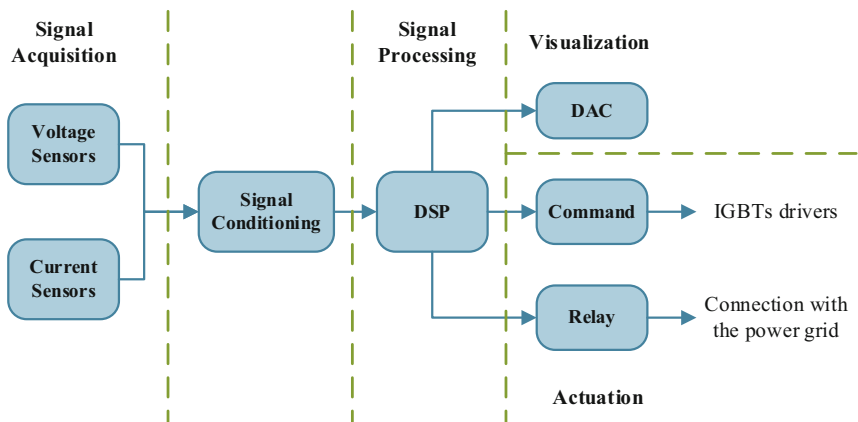 Signal
Acquisition
Signal
Processing
Visualization
Voltage
Sensors
Current
Sensors
Signal
Conditioning
DSP
DAC
Command
IGBTs drivers
Relay
Connection with
the power grid
Actuation